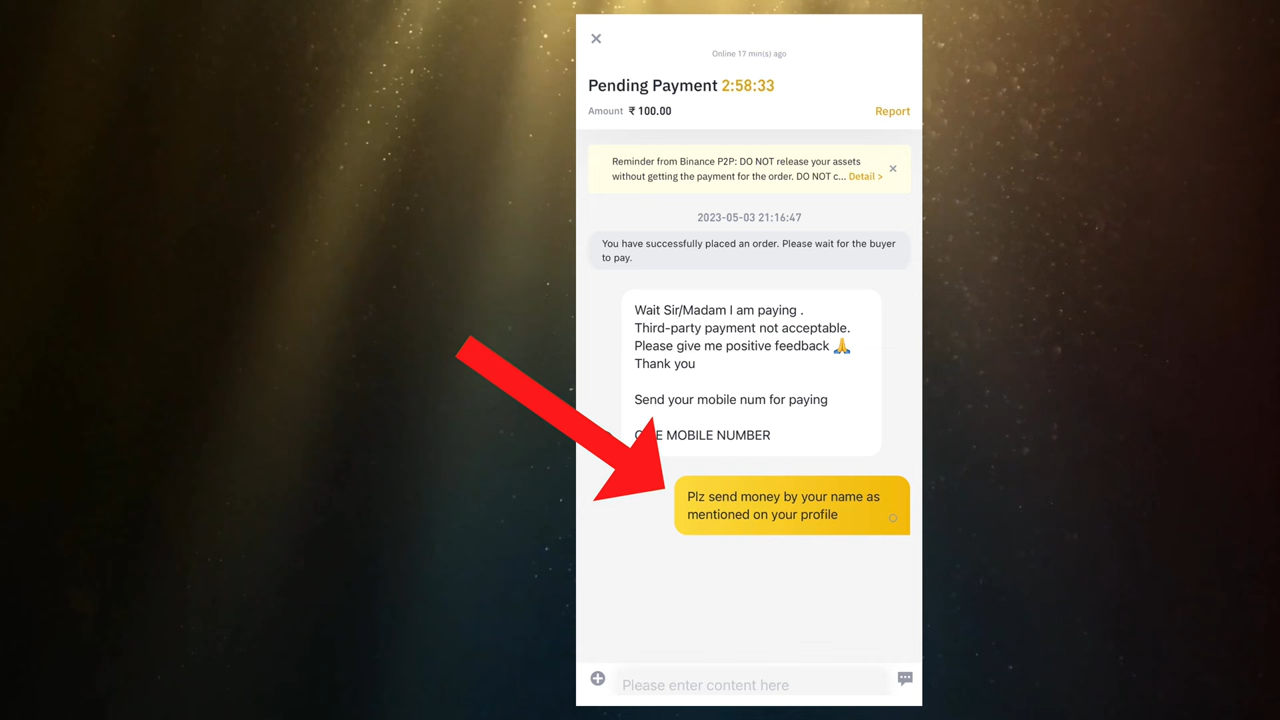 Online 17 min(s) ago
Pending Payment 2:58:33
Amount ₹ 100.00
Report
Reminder from Binance P2P: DO NOT release your assets
without getting the payment for the order. DO NOT c... Detail >
2023-05-03 21:16:47
You have successfully placed an order. Please wait for the buyer
to pay.
Wait Sir/Madam I am paying .
Third-party payment not acceptable.
Please give me positive feedback 🙏
Thank you
Send your mobile num for paying
MOBILE NUMBER
Plz send money by your name as
mentioned on your profile
Please enter content here